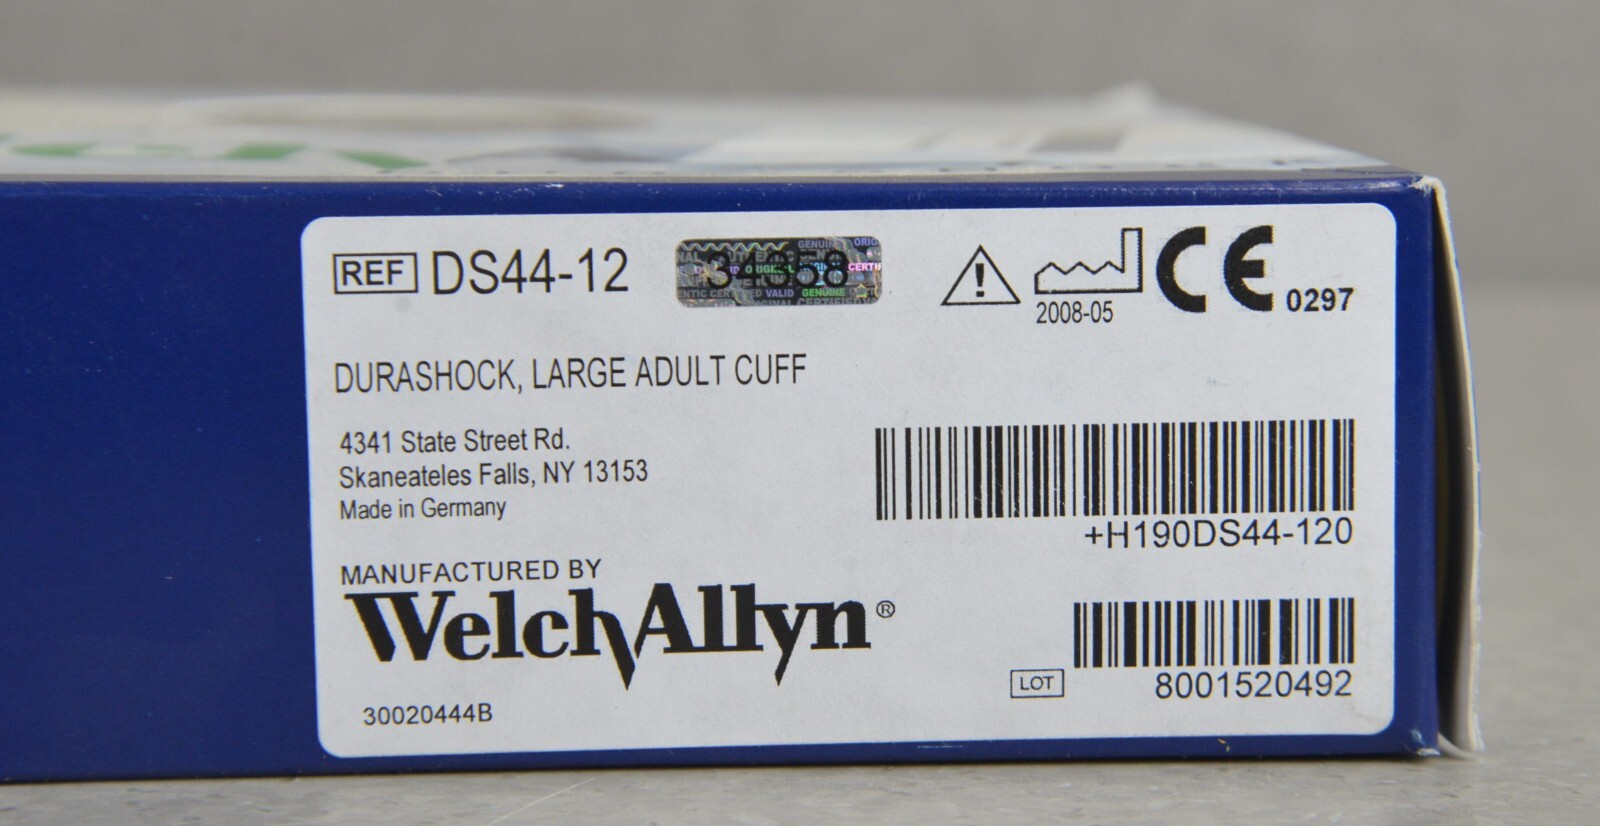 REF DS44-12
2008-05
CE 0297
DURASHOCK, LARGE ADULT CUFF
4341 State Street Rd.
Skaneateles Falls, NY 13153
Made in Germany
+H190DS44-120
MANUFACTURED BY
WelchAllyn®
LOT 8001520492
30020444B